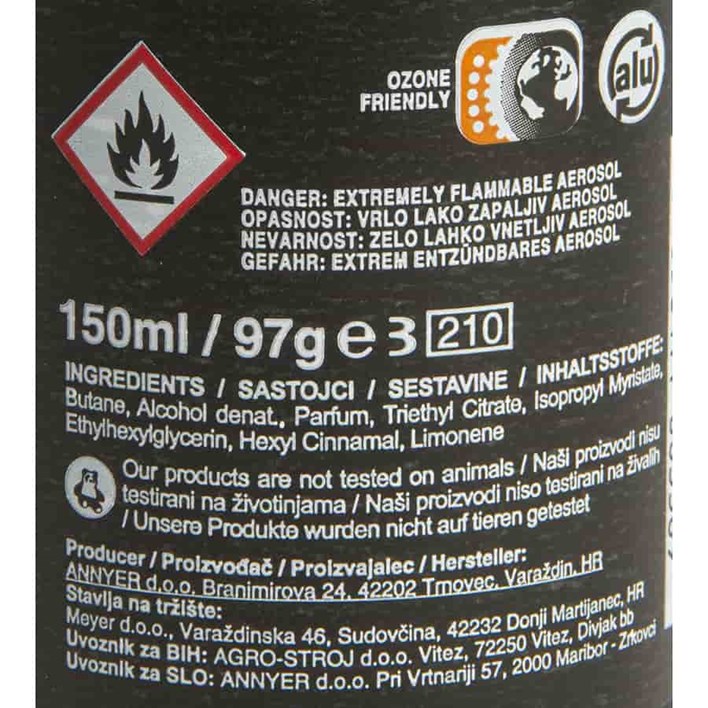 OZONE
FRIENDLY
alu
DANGER: EXTREMELY FLAMMABLE AEROSOL
OPASNOST: VRLO LAKO ZAPALJIV AEROSOL
NEVARNOST: ZELO LAHKO VNETLJIV AEROSOL
GEFAHR: EXTREM ENTZÜNDBARES AEROSOL
150ml / 97g e 3 210
INGREDIENTS / SASTOJCI / SESTAVINE / INHALTSSTOFFE:
Butane, Alcohol denat., Parfum, Triethyl Citrate, Isopropyl Myristate,
Ethylhexylglycerin, Hexyl Cinnamal, Limonene
Our products are not tested on animals / Naši proizvodi nisu
testirani na životinjama / Naši proizvodi niso testirani na živalih
/ Unsere Produkte wurden nicht auf tieren getestet
Producer / Proizvođač / Proizvajalec / Hersteller:
ANNYER d.o.o. Branimirova 24, 42202 Trnovec, Varaždin, HR
Stavlja na tržište:
Meyer d.o.o., Varaždinska 46, Sudovčina, 42232 Donji Martijanec, HR
Uvoznik za BIH: AGRO-STROJ d.o.o. Vitez, 72250 Vitez, Divjak bb
Uvoznik za SLO: ANNYER d.o.o. Pri Vrtnariji 57, 2000 Maribor - Zrkovci